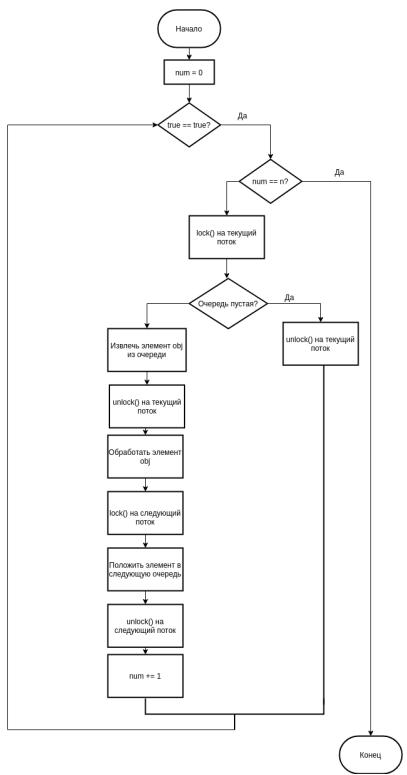 Начало
num = 0
true == true?
Да
num == n?
Да
lock() на текущий
поток
Очередь пустая?
Да
Извлечь элемент obj
из очереди
unlock() на текущий
поток
unlock() на текущий
поток
Обработать элемент
obj
lock() на следующий
поток
Положить элемент в
следующую очередь
unlock() на
следующий поток
num += 1
Конец